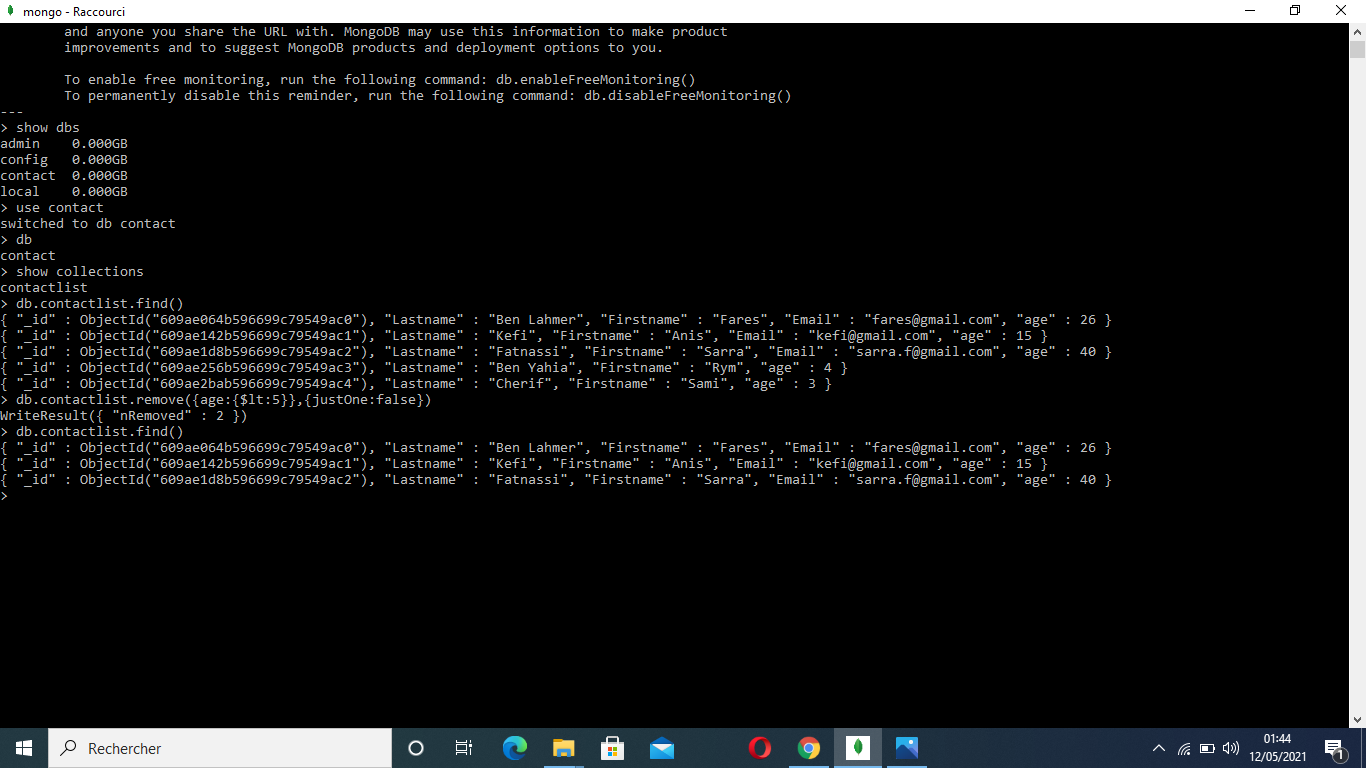 mongo - Raccourci
and anyone you share the URL with. MongoDB may use this information to make product
improvements and to suggest MongoDB products and deployment options to you.
To enable free monitoring, run the following command: db.enableFreeMonitoring()
To permanently disable this reminder, run the following command: db.disableFreeMonitoring()
---
> show dbs
admin    0.000GB
config   0.000GB
contact  0.000GB
local    0.000GB
> use contact
switched to db contact
> db
contact
> show collections
contactlist
> db.contactlist.find()
{ "_id" : ObjectId("609ae064b596699c79549ac0"), "Lastname" : "Ben Lahmer", "Firstname" : "Fares", "Email" : "fares@gmail.com", "age" : 26 }
{ "_id" : ObjectId("609ae142b596699c79549ac1"), "Lastname" : "Kefi", "Firstname" : "Anis", "Email" : "kefi@gmail.com", "age" : 15 }
{ "_id" : ObjectId("609ae1d8b596699c79549ac2"), "Lastname" : "Fatnassi", "Firstname" : "Sarra", "Email" : "sarra.f@gmail.com", "age" : 40 }
{ "_id" : ObjectId("609ae256b596699c79549ac3"), "Lastname" : "Ben Yahia", "Firstname" : "Rym", "age" : 4 }
{ "_id" : ObjectId("609ae2bab596699c79549ac4"), "Lastname" : "Cherif", "Firstname" : "Sami", "age" : 3 }
> db.contactlist.remove({age:{$lt:5}},{justOne:false})
WriteResult({ "nRemoved" : 2 })
> db.contactlist.find()
{ "_id" : ObjectId("609ae064b596699c79549ac0"), "Lastname" : "Ben Lahmer", "Firstname" : "Fares", "Email" : "fares@gmail.com", "age" : 26 }
{ "_id" : ObjectId("609ae142b596699c79549ac1"), "Lastname" : "Kefi", "Firstname" : "Anis", "Email" : "kefi@gmail.com", "age" : 15 }
{ "_id" : ObjectId("609ae1d8b596699c79549ac2"), "Lastname" : "Fatnassi", "Firstname" : "Sarra", "Email" : "sarra.f@gmail.com", "age" : 40 }
>
Rechercher
01:44
12/05/2021
1